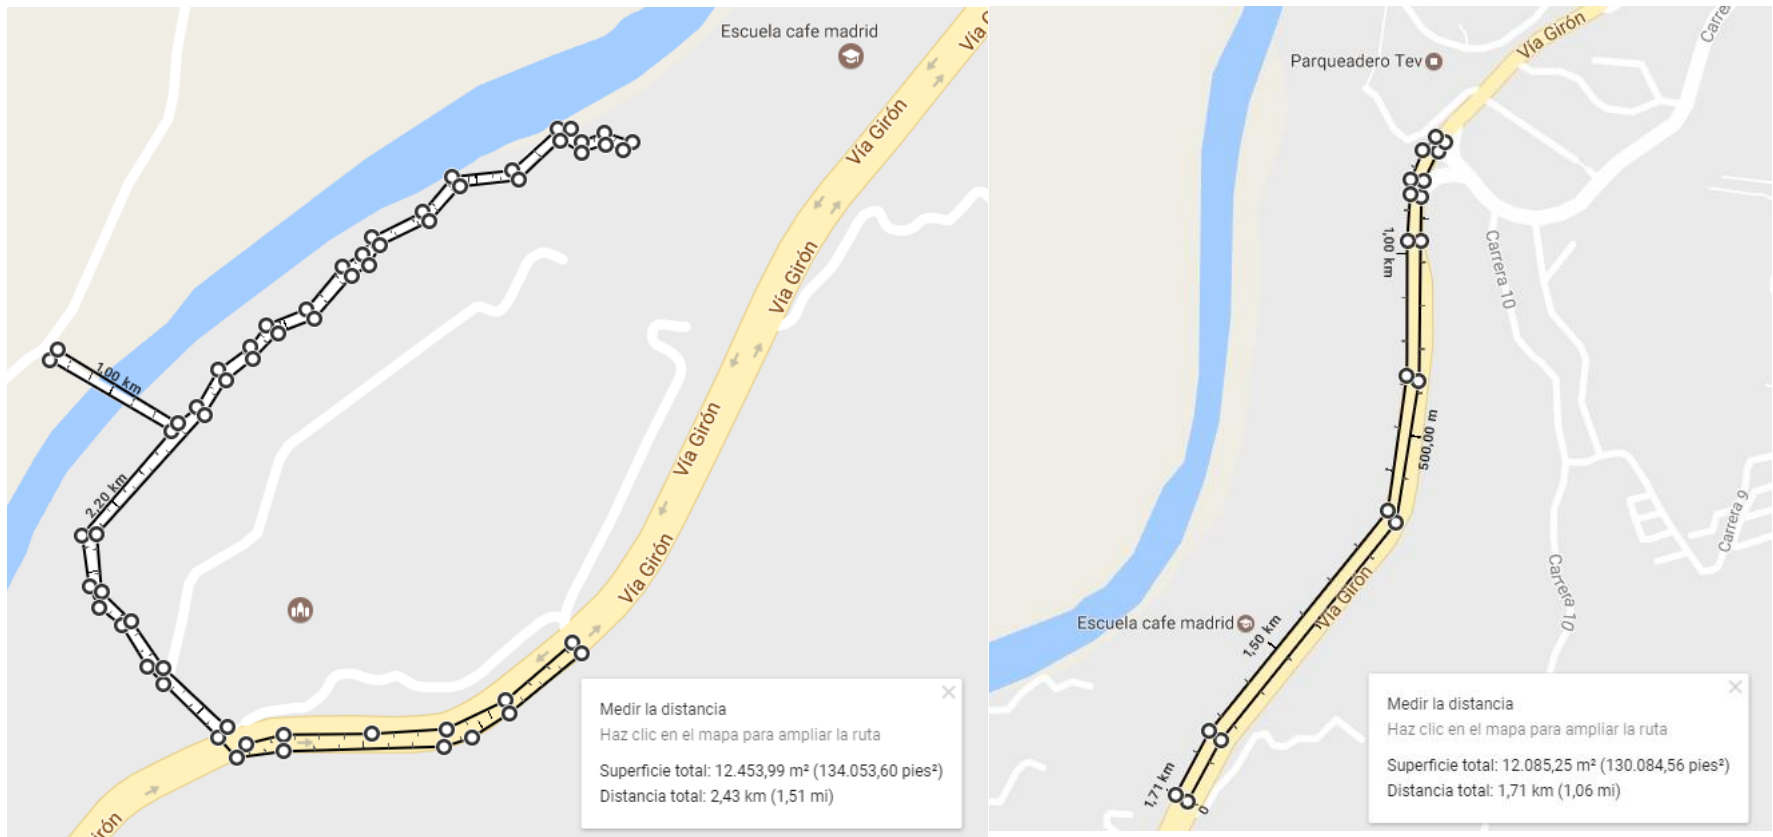 Escuela cafe madrid
Vía G
Vía Girón
Vía Girón
Vía Girón
Vía Girón
1,00 km
2,20 km
Girón
Medir la distancia
Haz clic en el mapa para ampliar la ruta
Superficie total: 12.453,99 m² (134.053,60 pies²)
Distancia total: 2,43 km (1,51 mi)
Parqueadero Tev
Vía Girón
Carre
1,00 km
Carrera 10
500,00 m
Carrera 9
Carrera 10
Vía Girón
Escuela cafe madrid
1,50 km
1,71 km
0
Medir la distancia
Haz clic en el mapa para ampliar la ruta
Superficie total: 12.085,25 m² (130.084,56 pies²)
Distancia total: 1,71 km (1,06 mi)